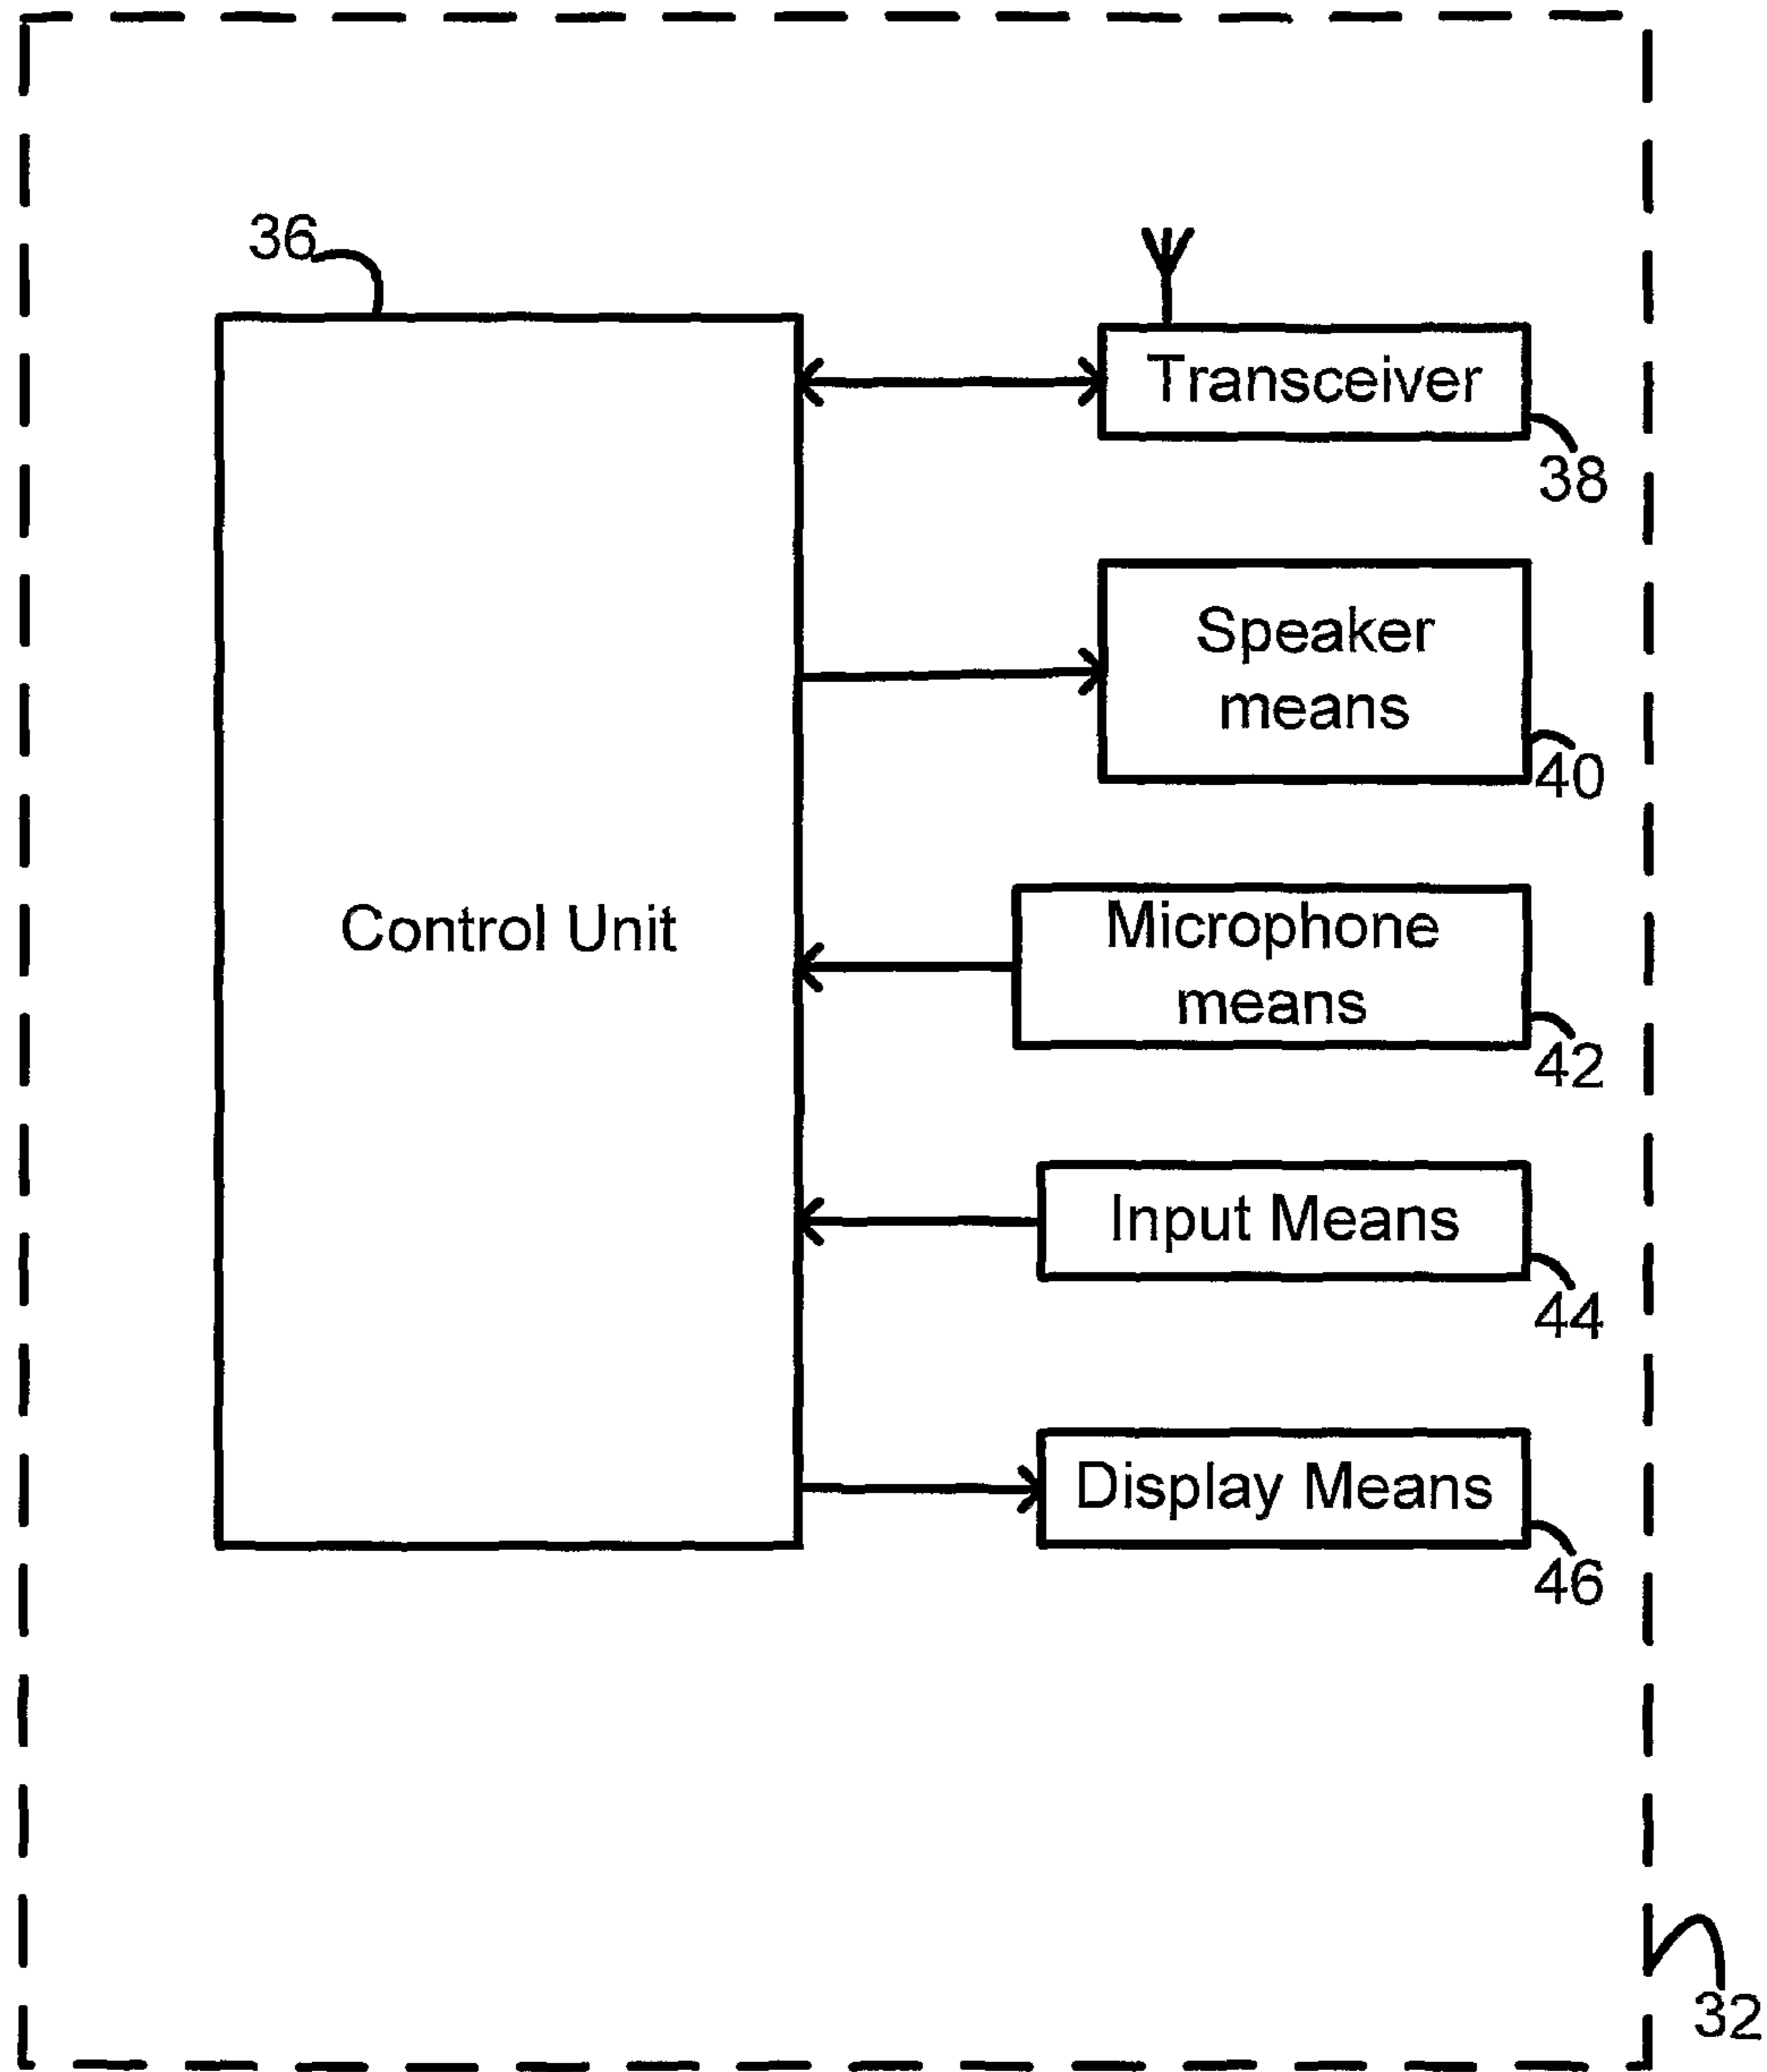 36
Transceiver
38
Speaker
means
40
Control Unit
Microphone
means
42
Input Means
44
Display Means
46
32